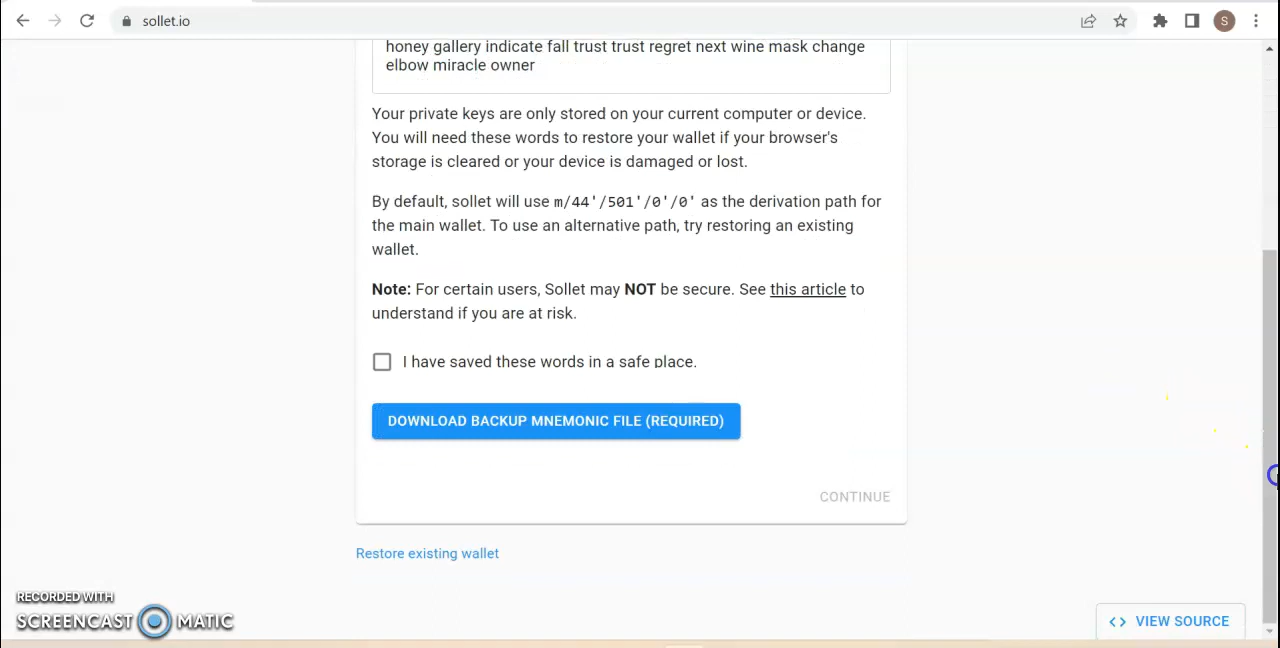 sollet.io
S
honey gallery indicate fall trust trust regret next wine mask change
elbow miracle owner
Your private keys are only stored on your current computer or device.
You will need these words to restore your wallet if your browser's
storage is cleared or your device is damaged or lost.
By default, sollet will use m/44'/501'/0'/0' as the derivation path for
the main wallet. To use an alternative path, try restoring an existing
wallet.
Note: For certain users, Sollet may NOT be secure. See this article to
understand if you are at risk.
I have saved these words in a safe place.
DOWNLOAD BACKUP MNEMONIC FILE (REQUIRED)
CONTINUE
Restore existing wallet
RECORDED WITH
SCREENCAST MATIC
<> VIEW SOURCE